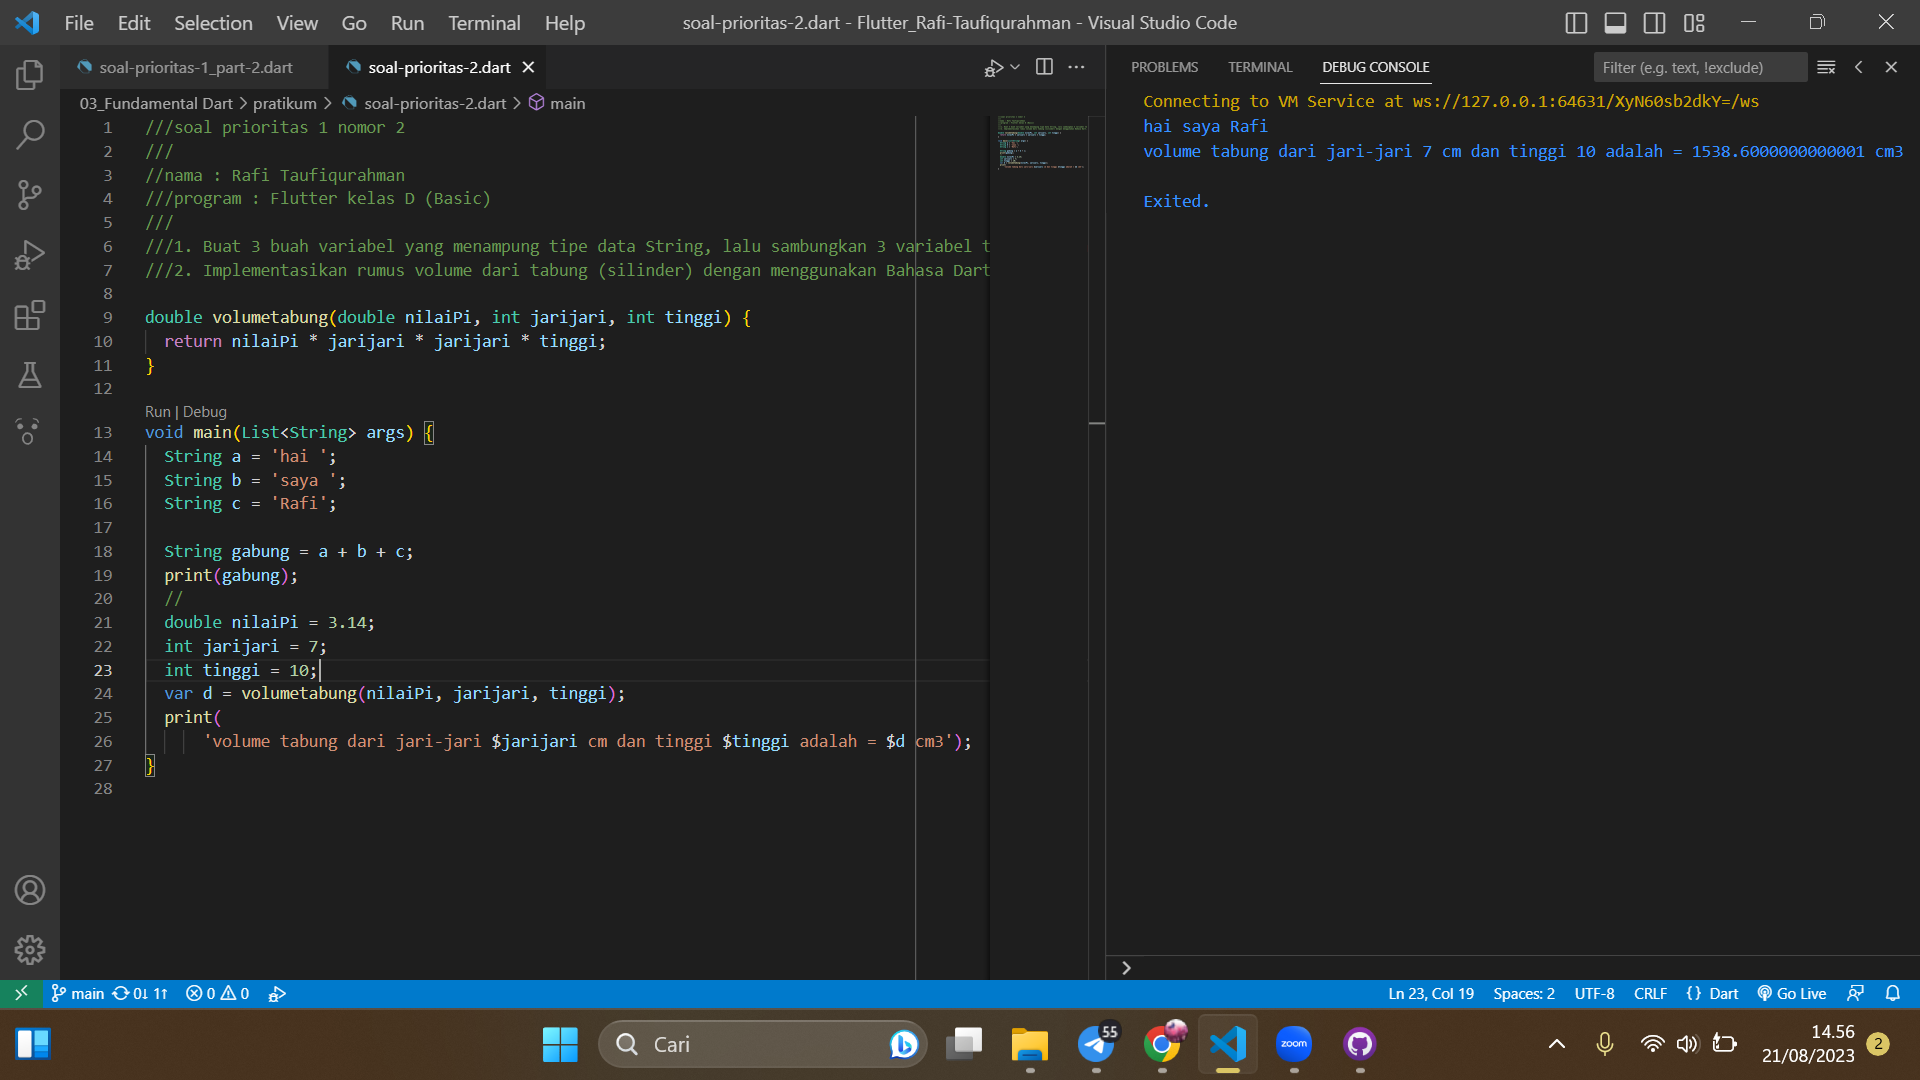 File Edit Selection View Go Run Terminal Help
soal-prioritas-2.dart - Flutter_Rafi-Taufiqurahman - Visual Studio Code
soal-prioritas-1_part-2.dart
soal-prioritas-2.dart
03_Fundamental Dart > pratikum > soal-prioritas-2.dart > main
1 ///soal prioritas 1 nomor 2
2 ///
3 //nama : Rafi Taufiqurahman
4 ///program : Flutter kelas D (Basic)
5 ///
6 ///1. Buat 3 buah variabel yang menampung tipe data String, lalu sambungkan 3 variabel t
7 ///2. Implementasikan rumus volume dari tabung (silinder) dengan menggunakan Bahasa Dart
8
9 double volumetabung(double nilaiPi, int jarijari, int tinggi) {
10 return nilaiPi * jarijari * jarijari * tinggi;
11 }
12
Run | Debug
13 void main(List<String> args) {
14 String a = 'hai ';
15 String b = 'saya ';
16 String c = 'Rafi';
17
18 String gabung = a + b + c;
19 print(gabung);
20 //
21 double nilaiPi = 3.14;
22 int jarijari = 7;
23 int tinggi = 10;
24 var d = volumetabung(nilaiPi, jarijari, tinggi);
25 print(
26 'volume tabung dari jari-jari $jarijari cm dan tinggi $tinggi adalah = $d cm3');
27 }
28
PROBLEMS TERMINAL DEBUG CONSOLE
Filter (e.g. text, !exclude)
Connecting to VM Service at ws://127.0.0.1:64631/XyN60sb2dkY=/ws
hai saya Rafi
volume tabung dari jari-jari 7 cm dan tinggi 10 adalah = 1538.6000000000001 cm3
Exited.
main 0↓ 1↑ 0 0
Ln 23, Col 19 Spaces: 2 UTF-8 CRLF {} Dart Go Live
Cari
55
zoom
14.56
21/08/2023
2